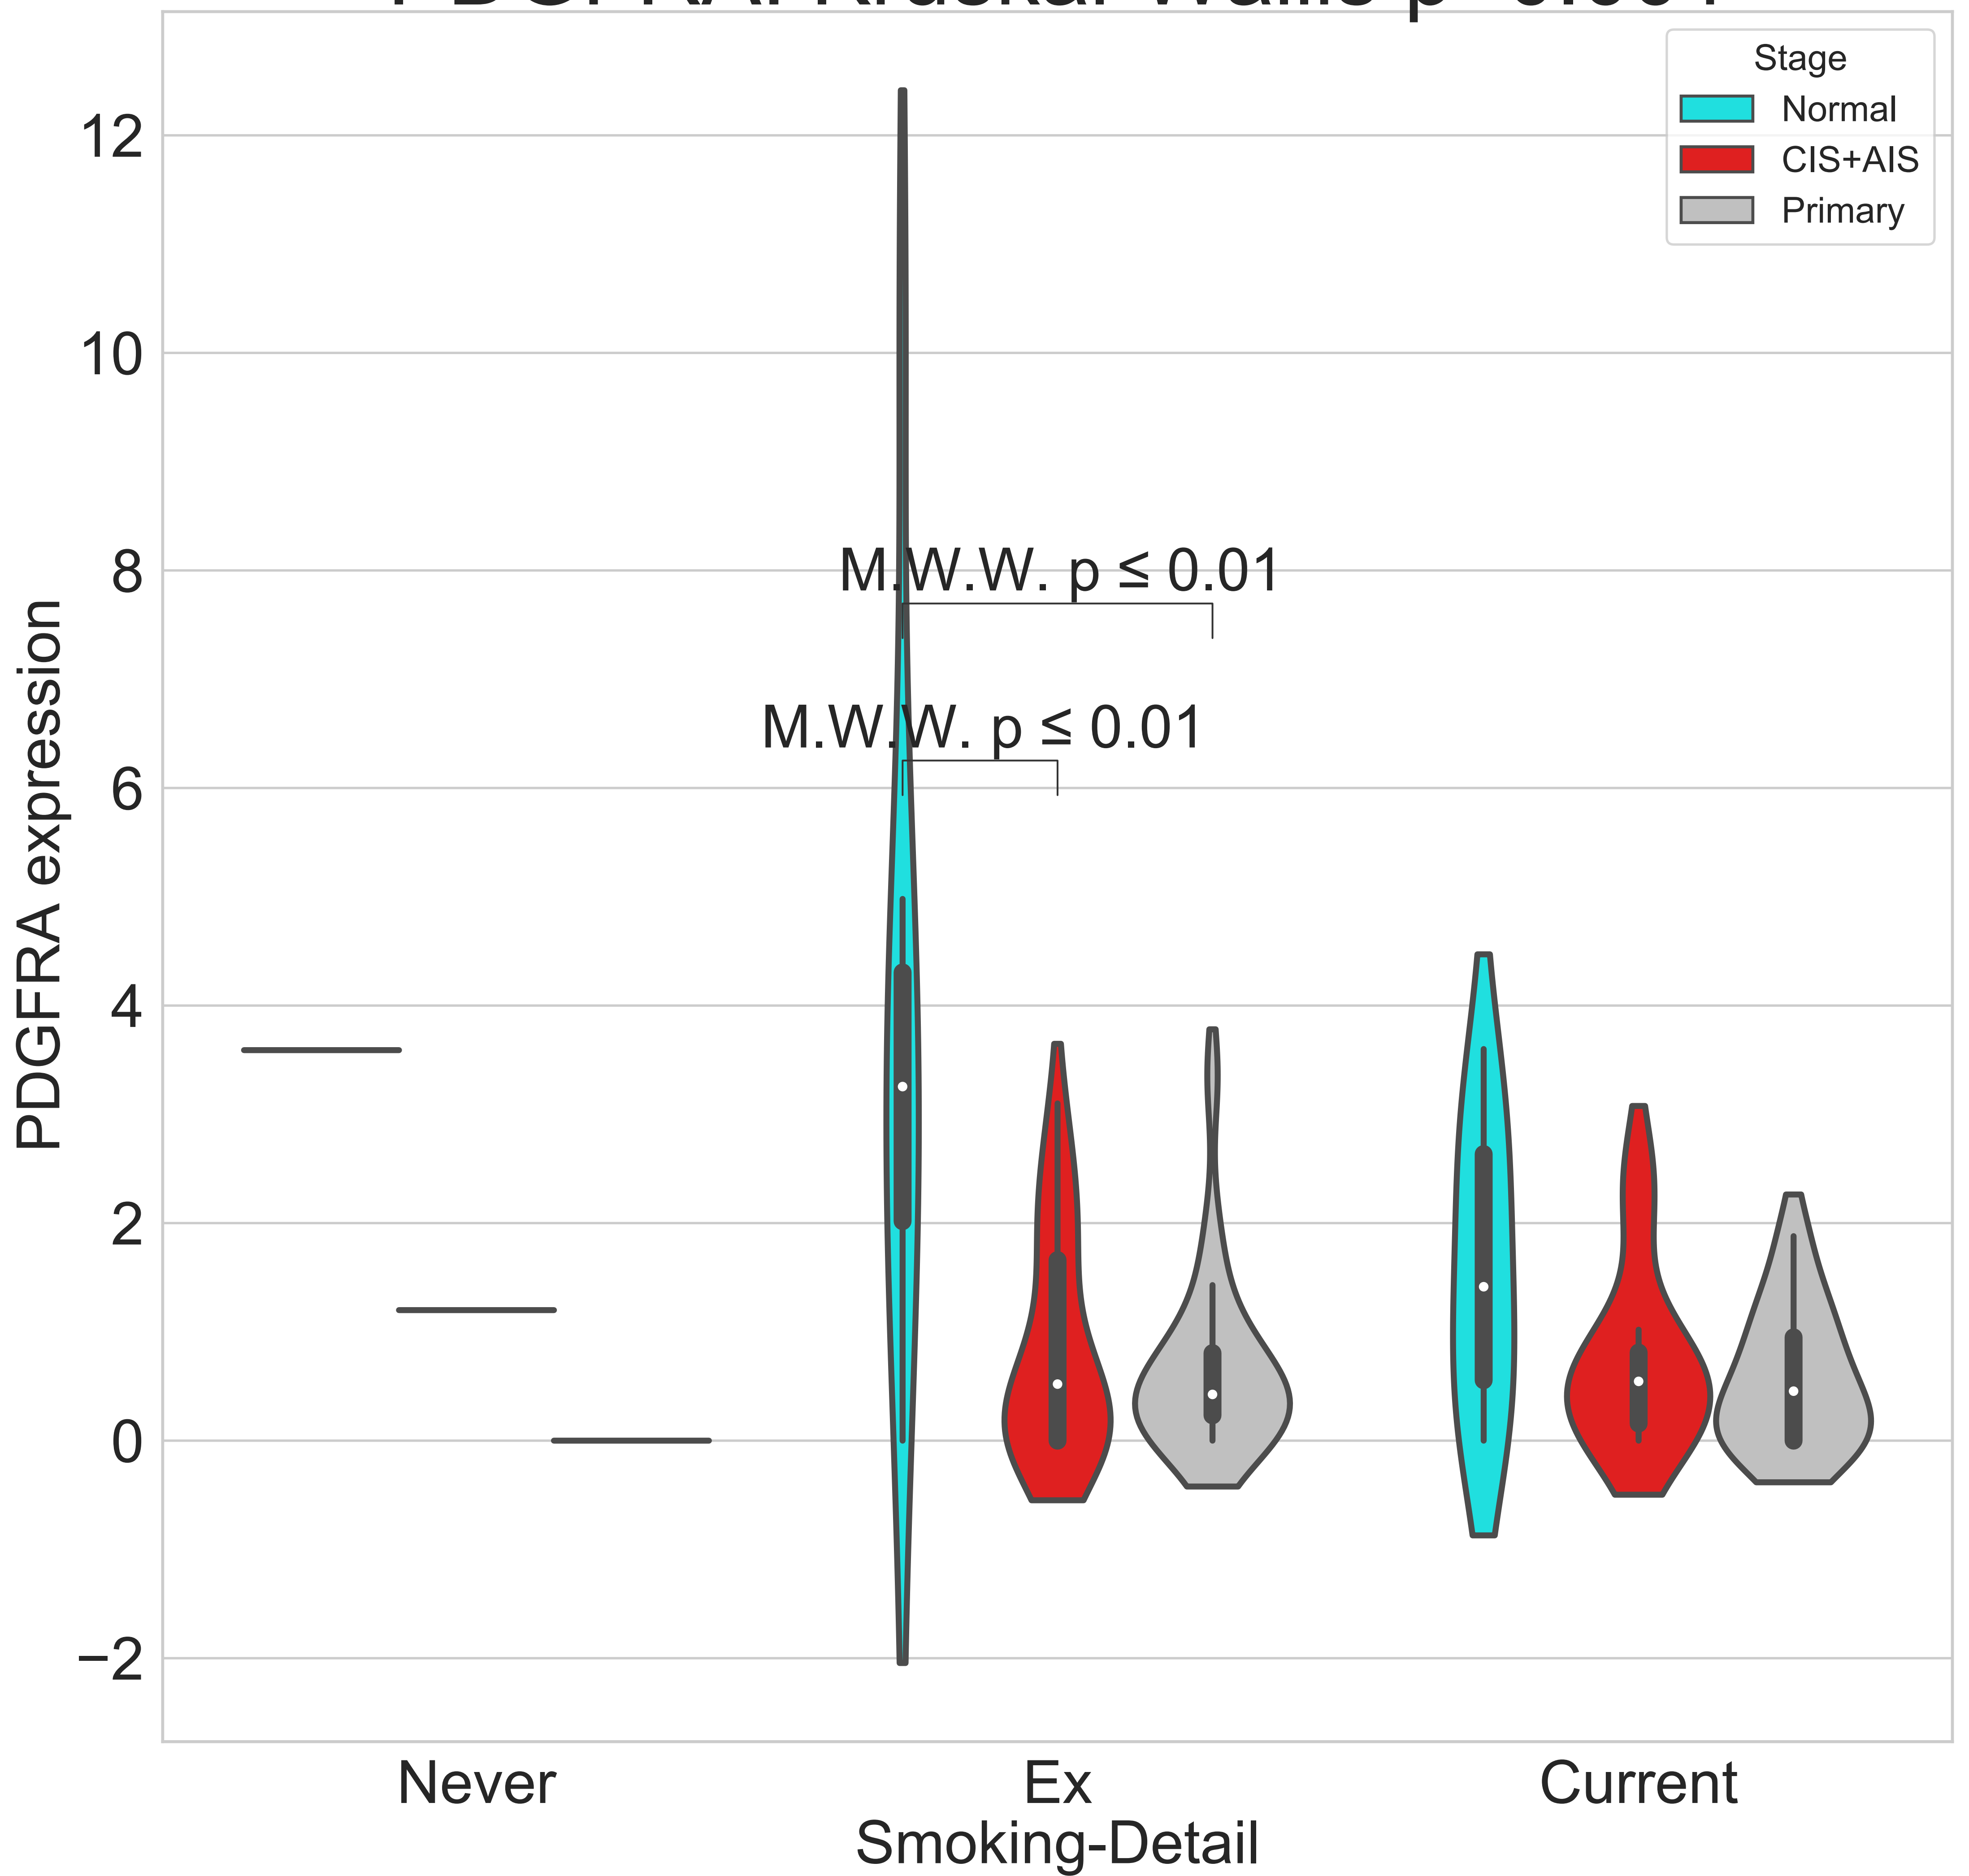 Stage
Normal
CIS+AIS
Primary
12
10
8
6
4
2
0
−2
PDGFRA expression
M.W.W. p ≤ 0.01
M.W.W. p ≤ 0.01
Never
Ex
Current
Smoking-Detail